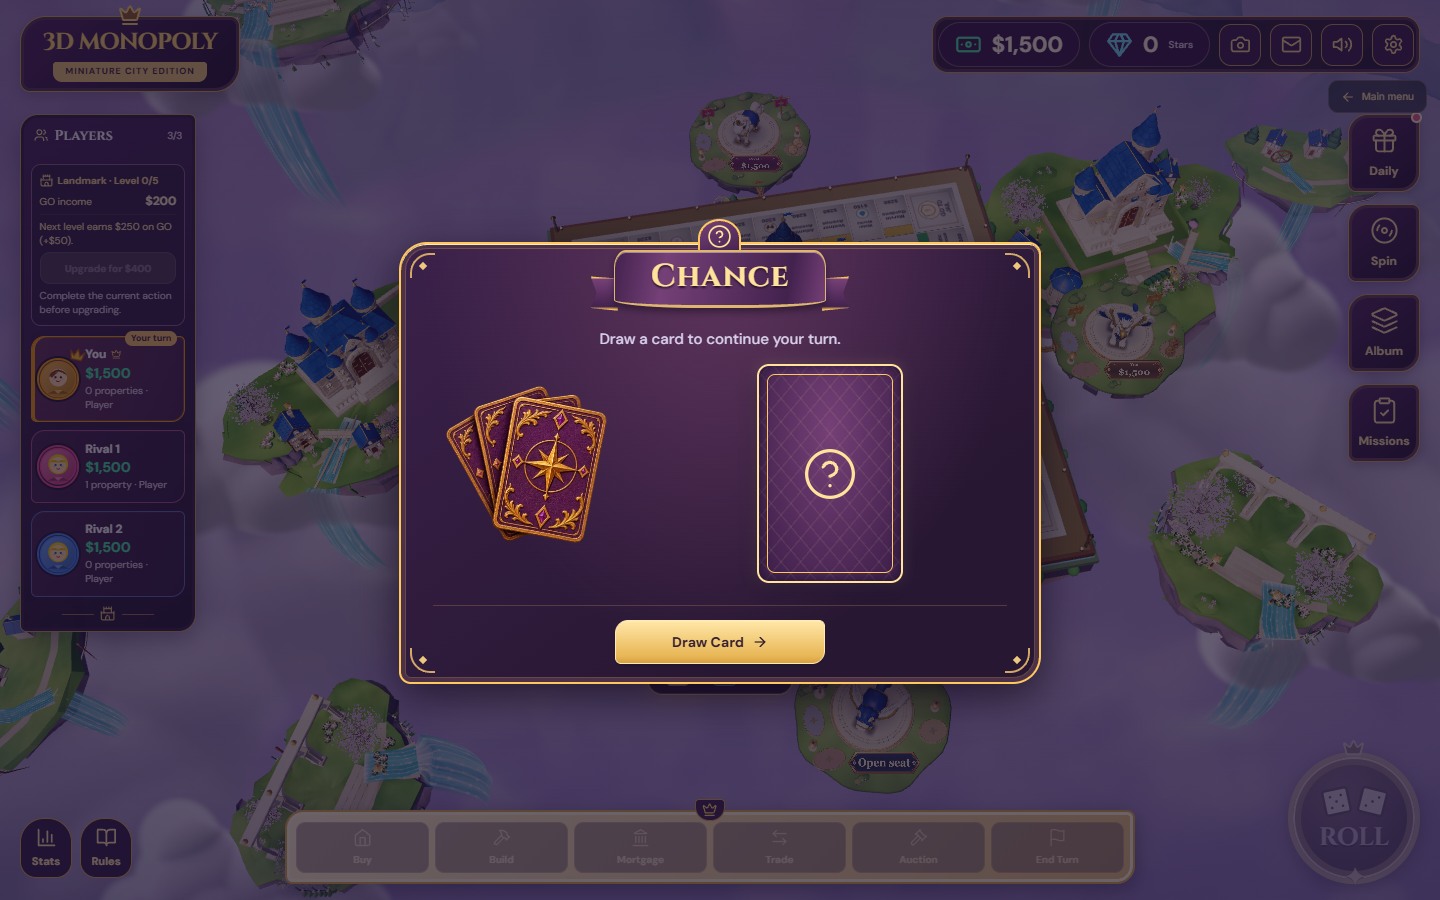 3D MONOPOLY
MINIATURE CITY EDITION
$1,500
0 Stars
Main menu
PLAYERS 3/3
Landmark · Level 0/5
GO income $200
Next level earns $250 on GO
(+$50).
Upgrade for $400
Complete the current action
before upgrading.
Your turn
You
$1,500
0 properties ·
Player
Rival 1
$1,500
1 property · Player
Rival 2
$1,500
0 properties ·
Player
$1,500
CHANCE
Draw a card to continue your turn.
Draw Card
You
$1,500
Open seat
Daily
Spin
Album
Missions
Stats
Rules
Buy
Build
Mortgage
Trade
Auction
End Turn
ROLL